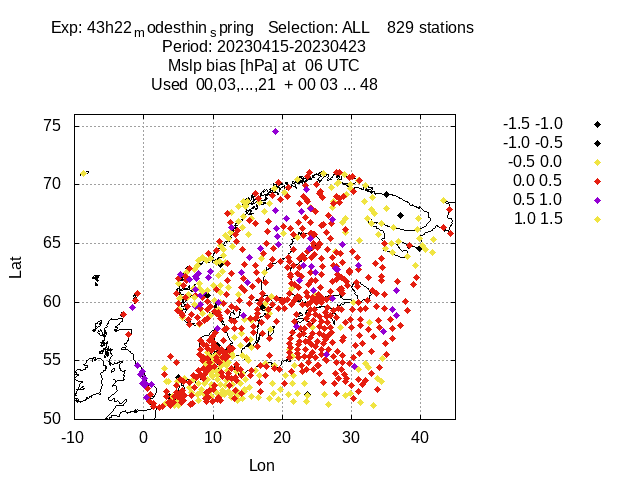 Exp: 43h22modesthinspring   Selection: ALL    829 stations
Period: 20230415-20230423
Mslp bias [hPa] at  06 UTC
Used  00,03,...,21  + 00 03 ... 48
-1.5 -1.0
-1.0 -0.5
-0.5 0.0
0.0 0.5
0.5 1.0
1.0 1.5
75
70
65
60
55
50
Lat
-10 0 10 20 30 40
Lon